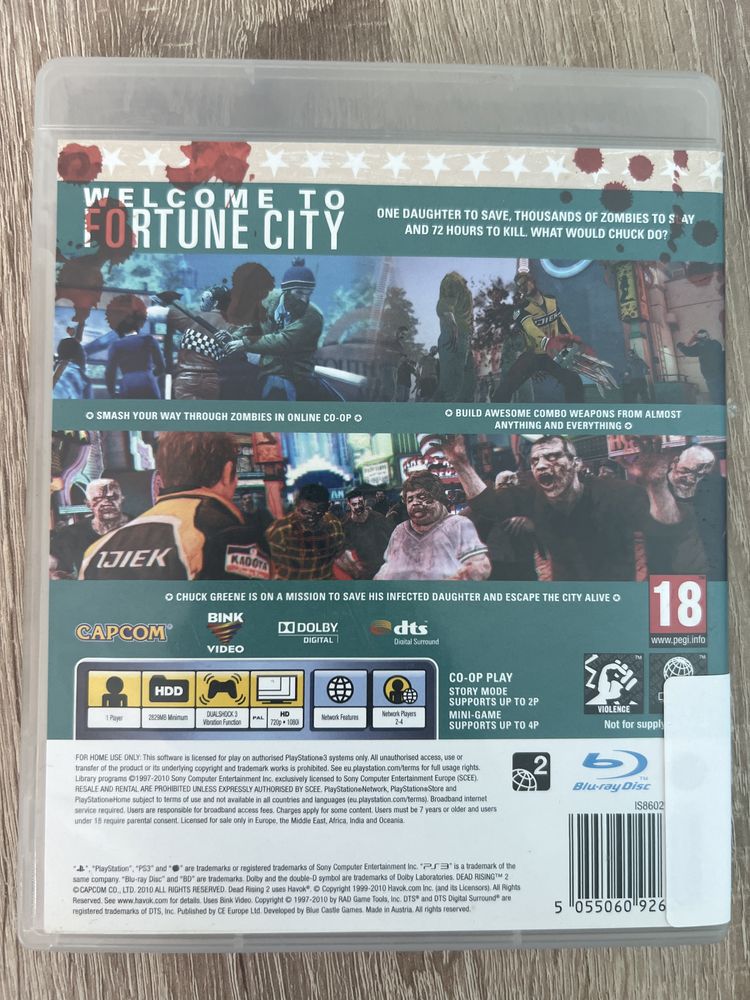 WELCOME TO
FORTUNE CITY
ONE DAUGHTER TO SAVE, THOUSANDS OF ZOMBIES TO SLAY
AND 72 HOURS TO KILL. WHAT WOULD CHUCK DO?
IJIEK
✪ SMASH YOUR WAY THROUGH ZOMBIES IN ONLINE CO-OP ✪
✪ BUILD AWESOME COMBO WEAPONS FROM ALMOST
ANYTHING AND EVERYTHING ✪
IJIEK
KADOYA
✪ CHUCK GREENE IS ON A MISSION TO SAVE HIS INFECTED DAUGHTER AND ESCAPE THE CITY ALIVE ✪
18
www.pegi.info
CAPCOM
BINK
VIDEO
DOLBY
DIGITAL
dts
Digital Surround
1 Player
HDD
2829MB Minimum
DUALSHOCK 3
Vibration Function
PAL
HD
720p • 1080i
Network Features
Network Players
2-4
CO-OP PLAY
STORY MODE
SUPPORTS UP TO 2P
MINI-GAME
SUPPORTS UP TO 4P
VIOLENCE
Not for supply
FOR HOME USE ONLY: This software is licensed for play on authorised PlayStation®3 systems only. All unauthorised access, use or
transfer of the product or its underlying copyright and trademark works is prohibited. See eu.playstation.com/terms for full usage rights.
Library programs ©1997-2010 Sony Computer Entertainment Inc. exclusively licensed to Sony Computer Entertainment Europe (SCEE).
RESALE AND RENTAL ARE PROHIBITED UNLESS EXPRESSLY AUTHORISED BY SCEE. PlayStation®Network, PlayStation®Store and
PlayStation®Home subject to terms of use and not available in all countries and languages (eu.playstation.com/terms). Broadband internet
service required. Users are responsible for broadband access fees. Charges apply for some content. Users must be 7 years or older and users
under 18 require parental consent. Licensed for sale only in Europe, the Middle East, Africa, India and Oceania.
2
Blu-ray Disc
IS8602
", "PlayStation", "PS3" and " " are trademarks or registered trademarks of Sony Computer Entertainment Inc. "PS3" is a trademark of the
same company. "Blu-ray Disc" and "BD" are trademarks. Dolby and the double-D symbol are trademarks of Dolby Laboratories. DEAD RISING™ 2
©CAPCOM CO., LTD. 2010 ALL RIGHTS RESERVED. Dead Rising 2 uses Havok®. © Copyright 1999-2010 Havok.com Inc. (and its Licensors). All Rights
Reserved. See www.havok.com for details. Uses Bink Video. Copyright © 1997-2010 by RAD Game Tools, Inc. DTS® and DTS Digital Surround® are
registered trademarks of DTS, Inc. Published by CE Europe Ltd. Developed by Blue Castle Games. Made in Austria. All rights reserved.
5 055060 926